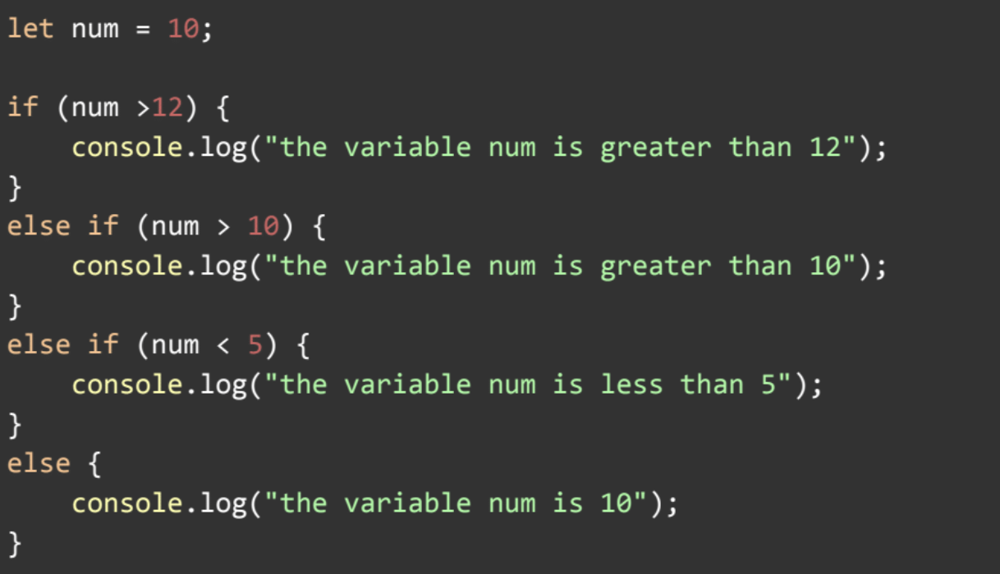 let num = 10;
if (num >12) {
    console.log("the variable num is greater than 12");
}
else if (num > 10) {
    console.log("the variable num is greater than 10");
}
else if (num < 5) {
    console.log("the variable num is less than 5");
}
else {
    console.log("the variable num is 10");
}